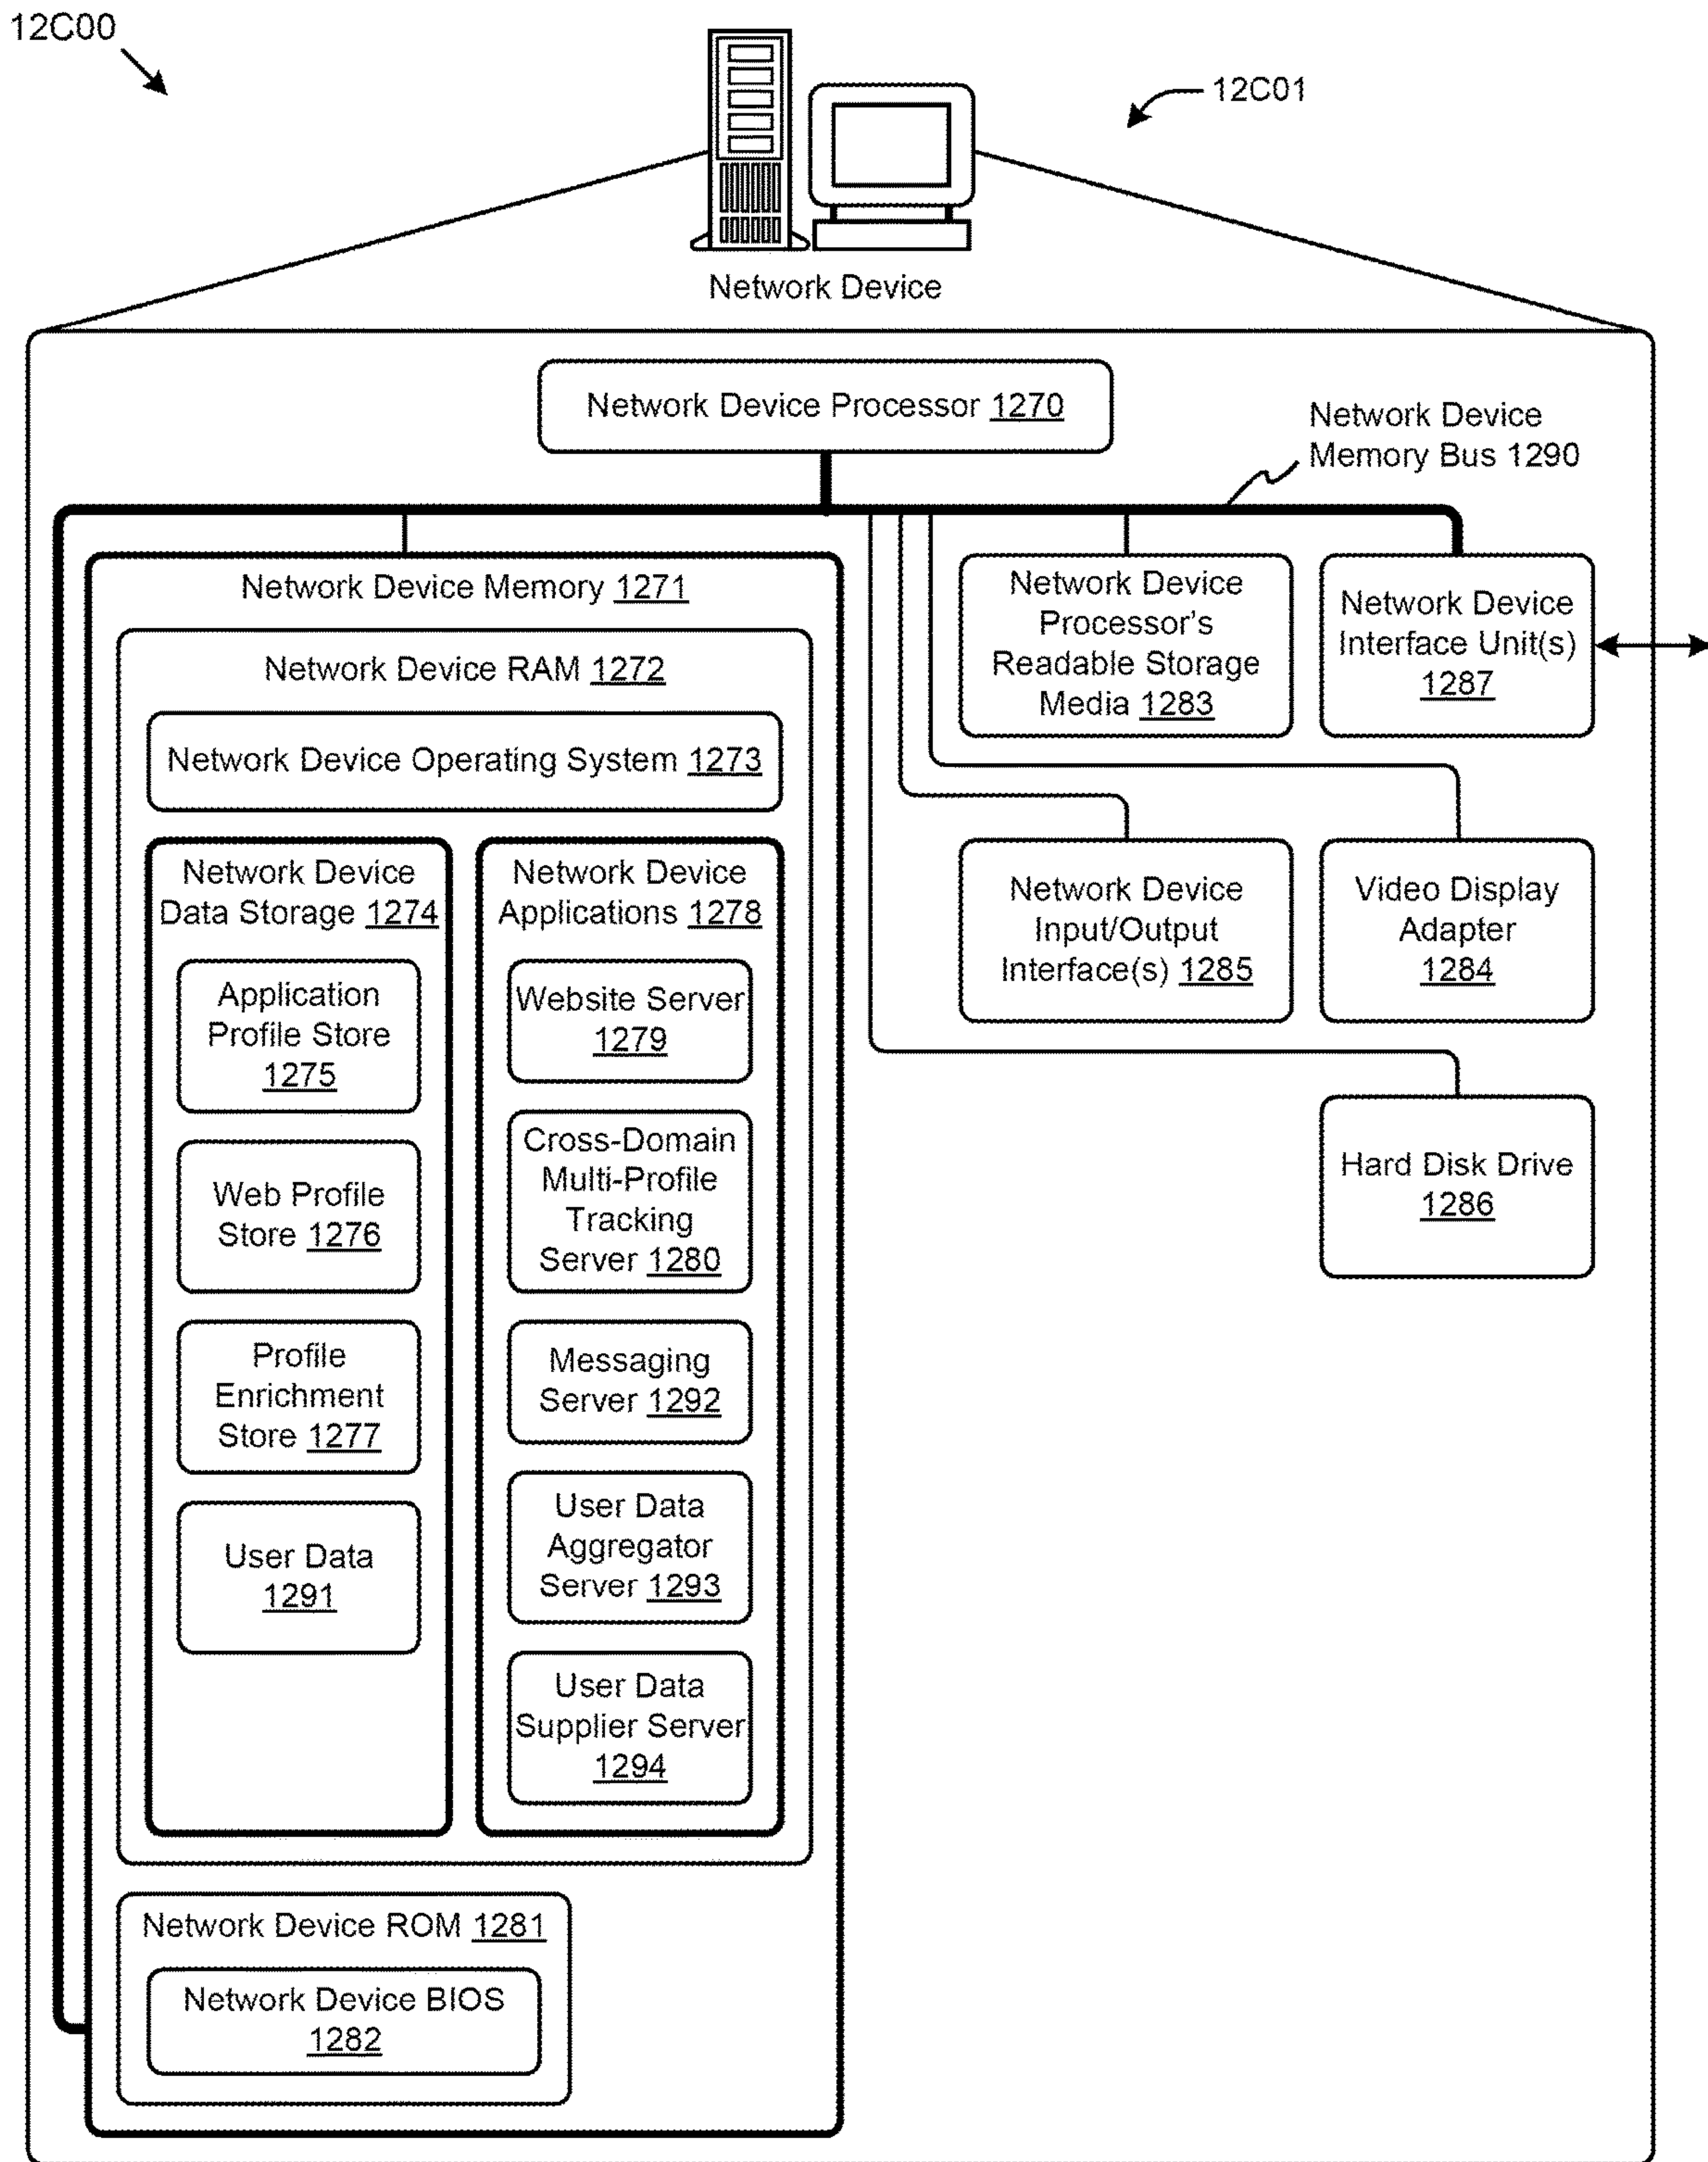 12C00
12C01
Network Device
Network Device Processor 1270
Network Device
Memory Bus 1290
Network Device Memory 1271
Network Device RAM 1272
Network Device Operating System 1273
Network Device
Data Storage 1274
Application
Profile Store
1275
Web Profile
Store 1276
Profile
Enrichment
Store 1277
User Data
1291
Network Device
Applications 1278
Website Server
1279
Cross-Domain
Multi-Profile
Tracking
Server 1280
Messaging
Server 1292
User Data
Aggregator
Server 1293
User Data
Supplier Server
1294
Network Device ROM 1281
Network Device BIOS
1282
Network Device
Processor’s
Readable Storage
Media 1283
Network Device
Interface Unit(s)
1287
Network Device
Input/Output
Interface(s) 1285
Video Display
Adapter
1284
Hard Disk Drive
1286